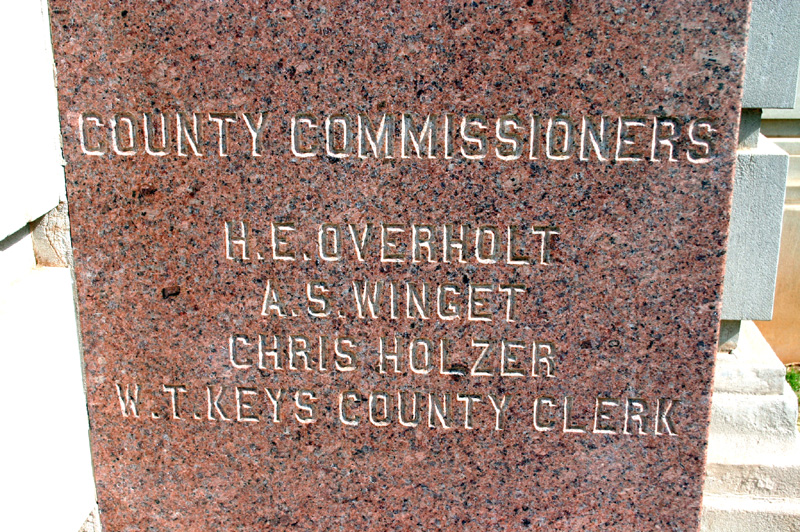 COUNTY COMMISSIONERS
H.E.OVERHOLT
A.S.WINGET
CHRIS HOLZER
W.T.KEYS COUNTY CLERK